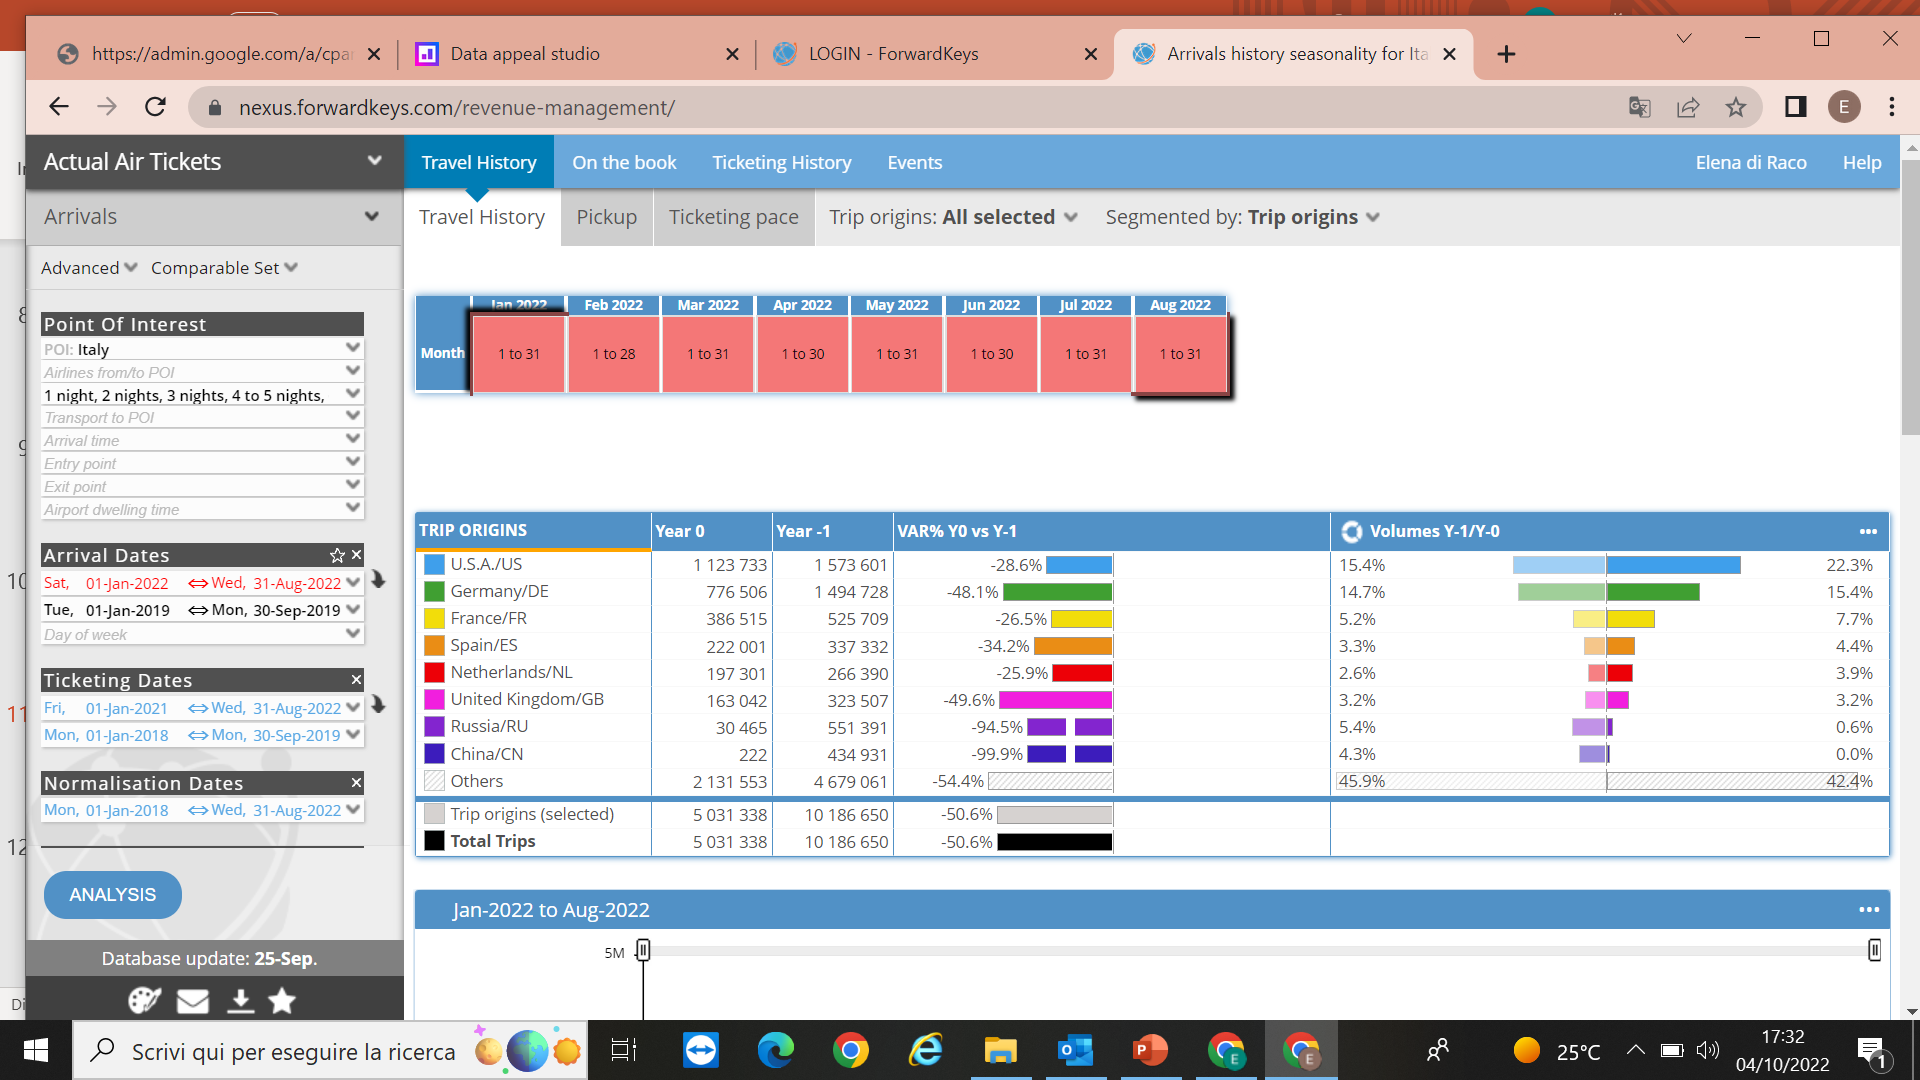 https://admin.google.com/a/cpar
Data appeal studio
LOGIN - ForwardKeys
Arrivals history seasonality for Ita
nexus.forwardkeys.com/revenue-management/
E
Actual Air Tickets
Travel History On the book Ticketing History Events Elena di Raco Help
Arrivals
Travel History Pickup Ticketing pace Trip origins: All selected Segmented by: Trip origins
Advanced Comparable Set
Jan 2022 Feb 2022 Mar 2022 Apr 2022 May 2022 Jun 2022 Jul 2022 Aug 2022
Month 1 to 31 1 to 28 1 to 31 1 to 30 1 to 31 1 to 30 1 to 31 1 to 31
Point Of Interest
POI: Italy
Airlines from/to POI
1 night, 2 nights, 3 nights, 4 to 5 nights,
Transport to POI
Arrival time
Entry point
Exit point
Airport dwelling time
Arrival Dates
Sat, 01-Jan-2022 Wed, 31-Aug-2022
Tue, 01-Jan-2019 Mon, 30-Sep-2019
Day of week
Ticketing Dates
Fri, 01-Jan-2021 Wed, 31-Aug-2022
Mon, 01-Jan-2018 Mon, 30-Sep-2019
Normalisation Dates
Mon, 01-Jan-2018 Wed, 31-Aug-2022
ANALYSIS
Database update: 25-Sep.
TRIP ORIGINS Year 0 Year -1 VAR% Y0 vs Y-1 Volumes Y-1/Y-0
U.S.A./US 1 123 733 1 573 601 -28.6% 15.4% 22.3%
Germany/DE 776 506 1 494 728 -48.1% 14.7% 15.4%
France/FR 386 515 525 709 -26.5% 5.2% 7.7%
Spain/ES 222 001 337 332 -34.2% 3.3% 4.4%
Netherlands/NL 197 301 266 390 -25.9% 2.6% 3.9%
United Kingdom/GB 163 042 323 507 -49.6% 3.2% 3.2%
Russia/RU 30 465 551 391 -94.5% 5.4% 0.6%
China/CN 222 434 931 -99.9% 4.3% 0.0%
Others 2 131 553 4 679 061 -54.4% 45.9% 42.4%
Trip origins (selected) 5 031 338 10 186 650 -50.6%
Total Trips 5 031 338 10 186 650 -50.6%
Jan-2022 to Aug-2022
5M
10
11
12
Scrivi qui per eseguire la ricerca
25°C
17:32
04/10/2022
1